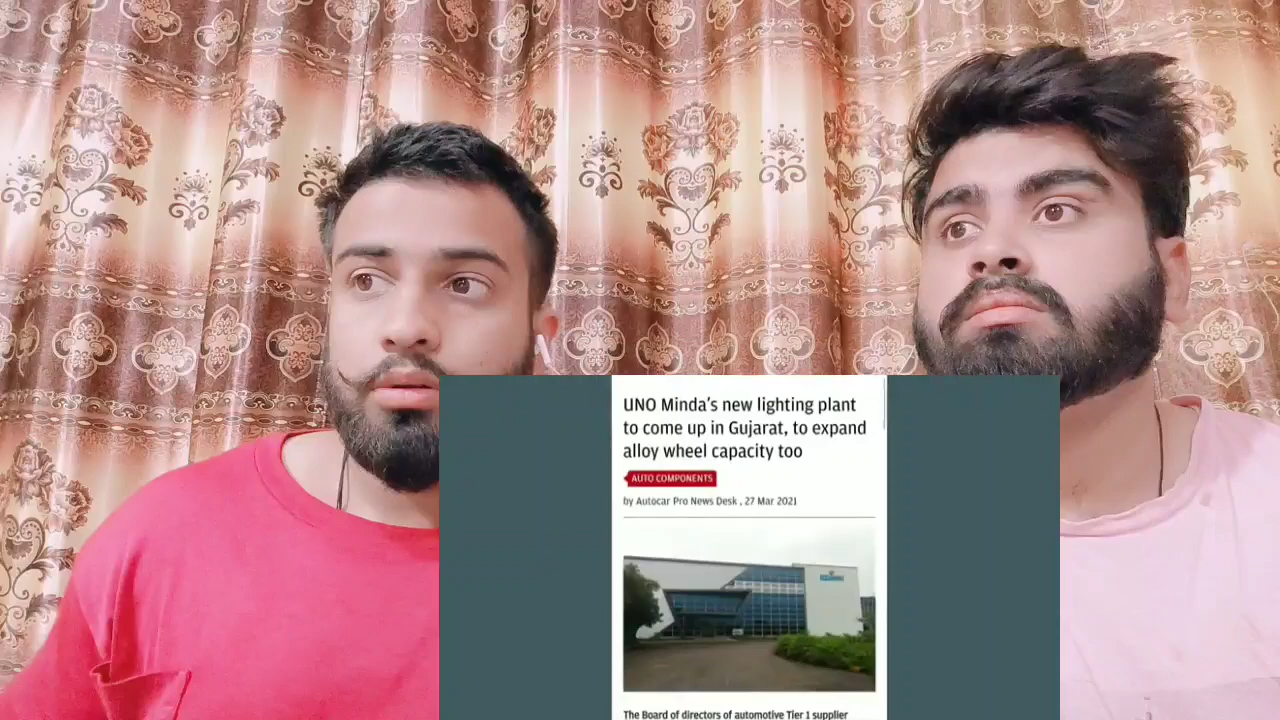 UNO Minda's new lighting plant
to come up in Gujarat, to expand
alloy wheel capacity too
AUTO COMPONENTS
by Autocar Pro News Desk , 27 Mar 2021
The Board of directors of automotive Tier 1 supplier